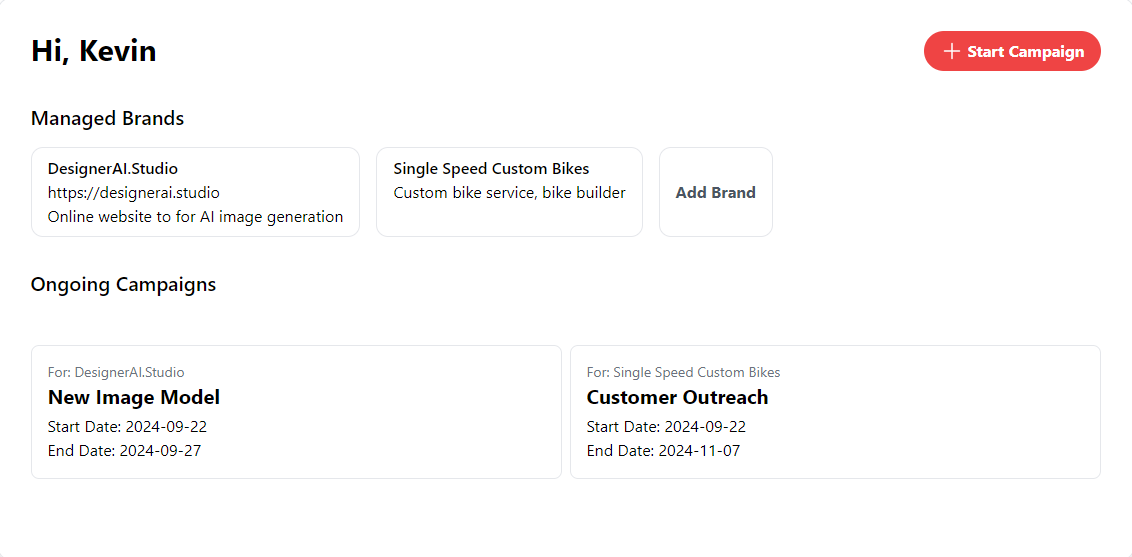 Hi, Kevin
Start Campaign
Managed Brands
DesignerAI.Studio
https://designerai.studio
Online website to for AI image generation
Single Speed Custom Bikes
Custom bike service, bike builder
Add Brand
Ongoing Campaigns
For: DesignerAI.Studio
New Image Model
Start Date: 2024-09-22
End Date: 2024-09-27
For: Single Speed Custom Bikes
Customer Outreach
Start Date: 2024-09-22
End Date: 2024-11-07